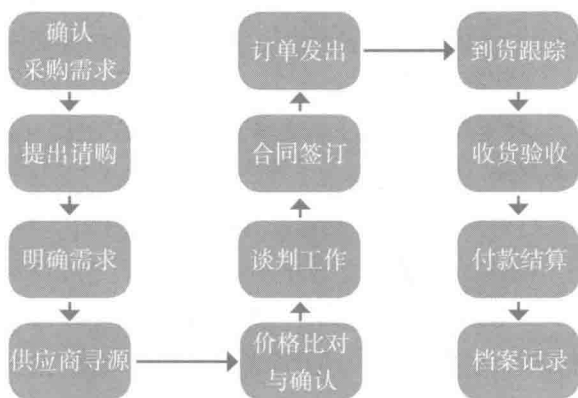 确认
采购需求
提出请购
明确需求
供应商寻源
价格比对
与确认
谈判工作
合同签订
订单发出
到货跟踪
收货验收
付款结算
档案记录